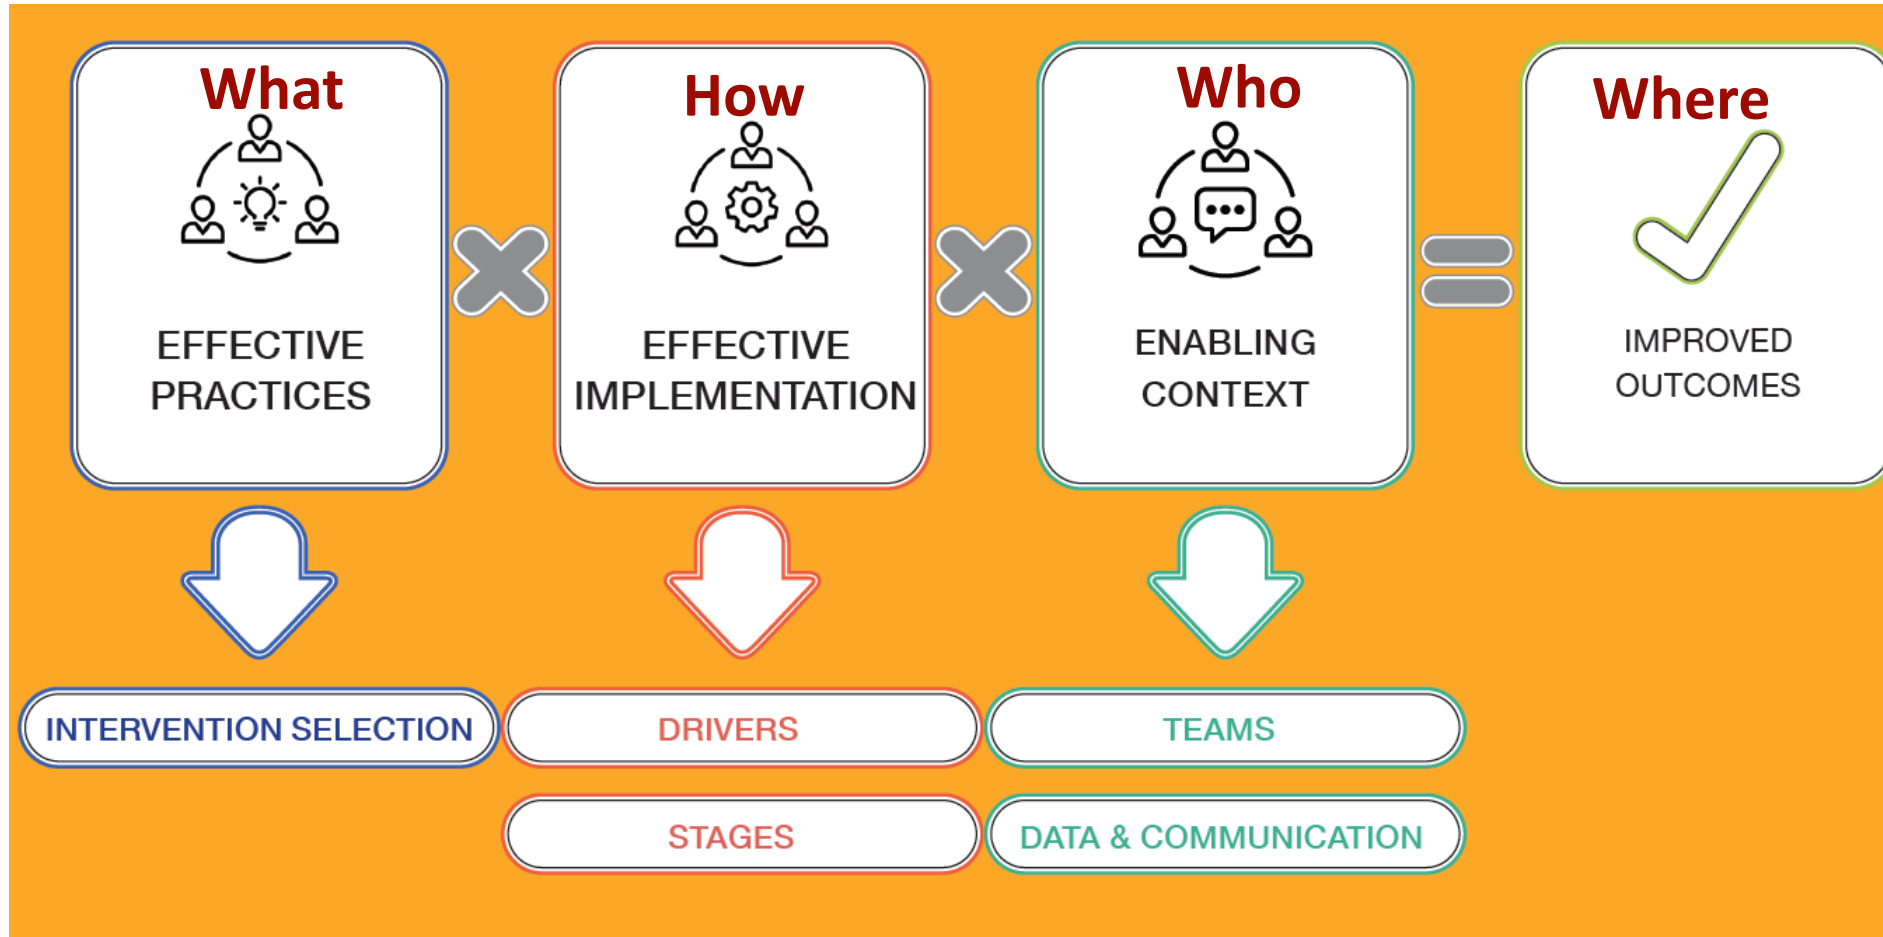 What
EFFECTIVE
PRACTICES
How
EFFECTIVE
IMPLEMENTATION
Who
ENABLING
CONTEXT
Where
IMPROVED
OUTCOMES
INTERVENTION SELECTION
DRIVERS
TEAMS
STAGES
DATA & COMMUNICATION